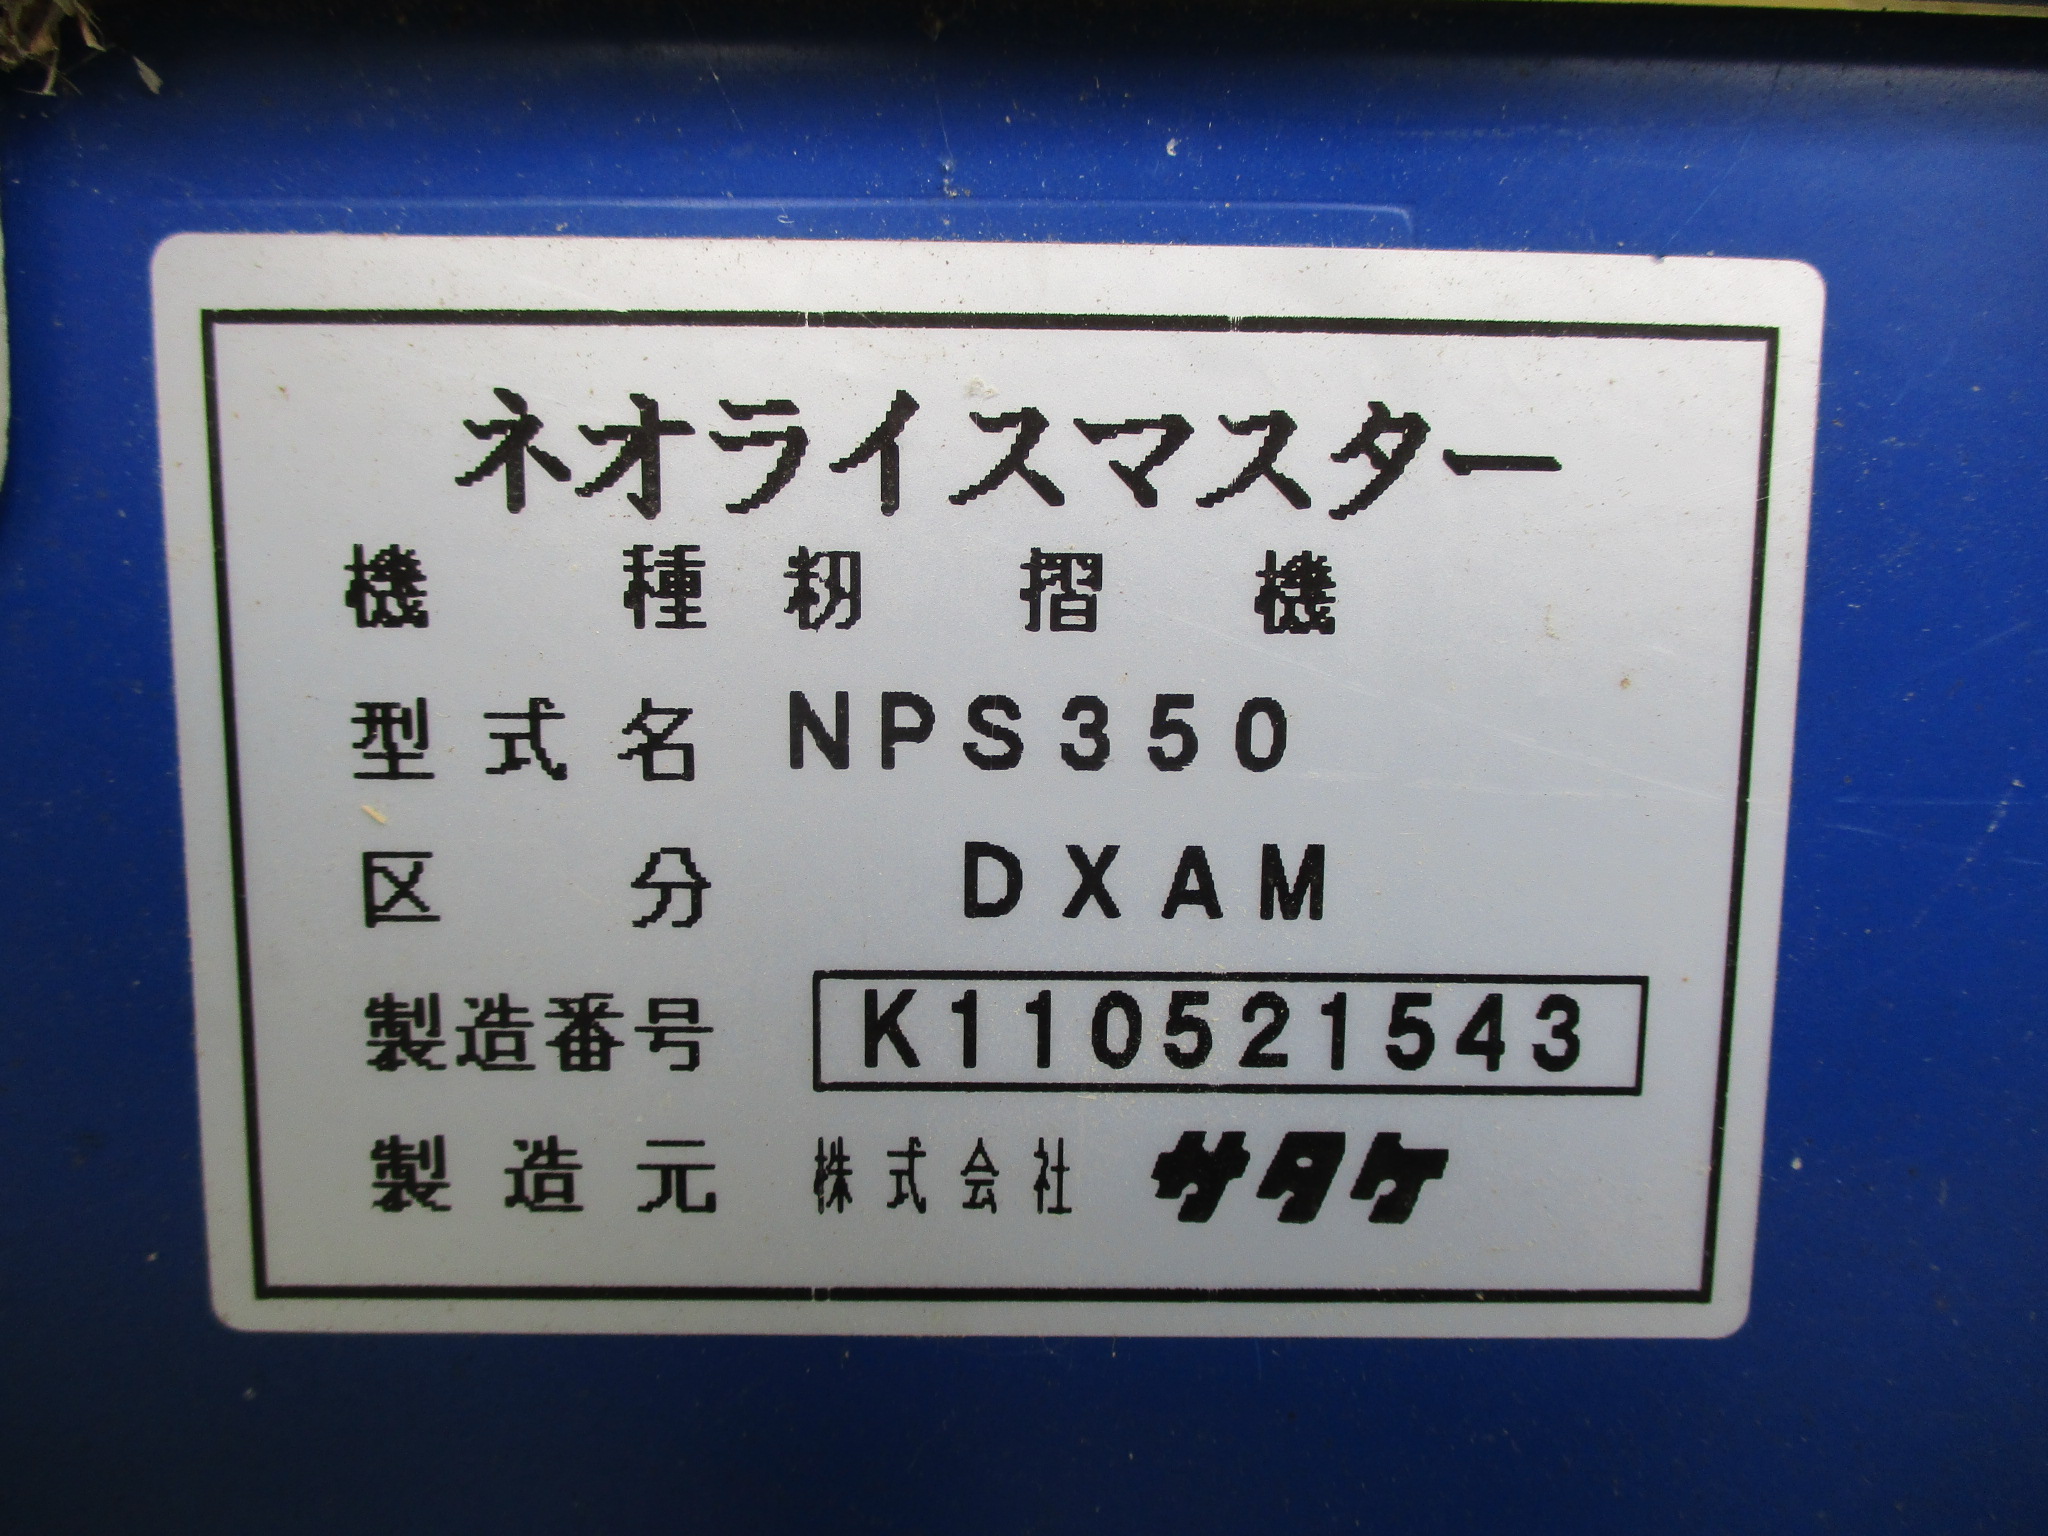 ネオライスマスター
機種 籾摺機
型式名 NPS350
区分 DXAM
製造番号 K110521543
製造元 株式会社 サタケ